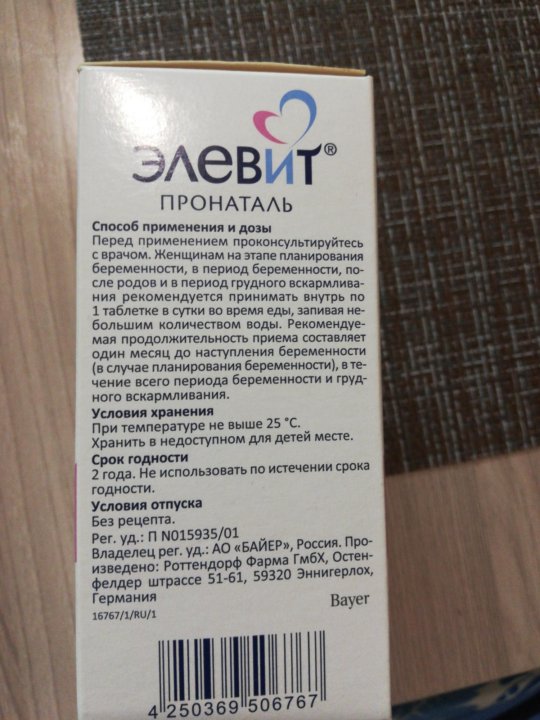 элевит®
ПРОНАТАЛЬ
Способ применения и дозы
Перед применением проконсультируйтесь
с врачом. Женщинам на этапе планирования
беременности, в период беременности, по-
сле родов и в период грудного вскармлива-
ния рекомендуется принимать внутрь по
1 таблетке в сутки во время еды, запивая не-
большим количеством воды. Рекомендуе-
мая продолжительность приема составляет
один месяц до наступления беременности
(в случае планирования беременности), в те-
чение всего периода беременности и груд-
ного вскармливания.
Условия хранения
При температуре не выше 25 °C.
Хранить в недоступном для детей месте.
Срок годности
2 года. Не использовать по истечении срока
годности.
Условия отпуска
Без рецепта.
Рег. уд.: П N015935/01
Владелец рег. уд.: АО «БАЙЕР», Россия. Про-
изведено: Роттендорф Фарма ГмбХ, Остен-
фелдер штрассе 51-61, 59320 Эннигерлох,
Германия
Bayer
16767/1/RU/1
4 250369 506767